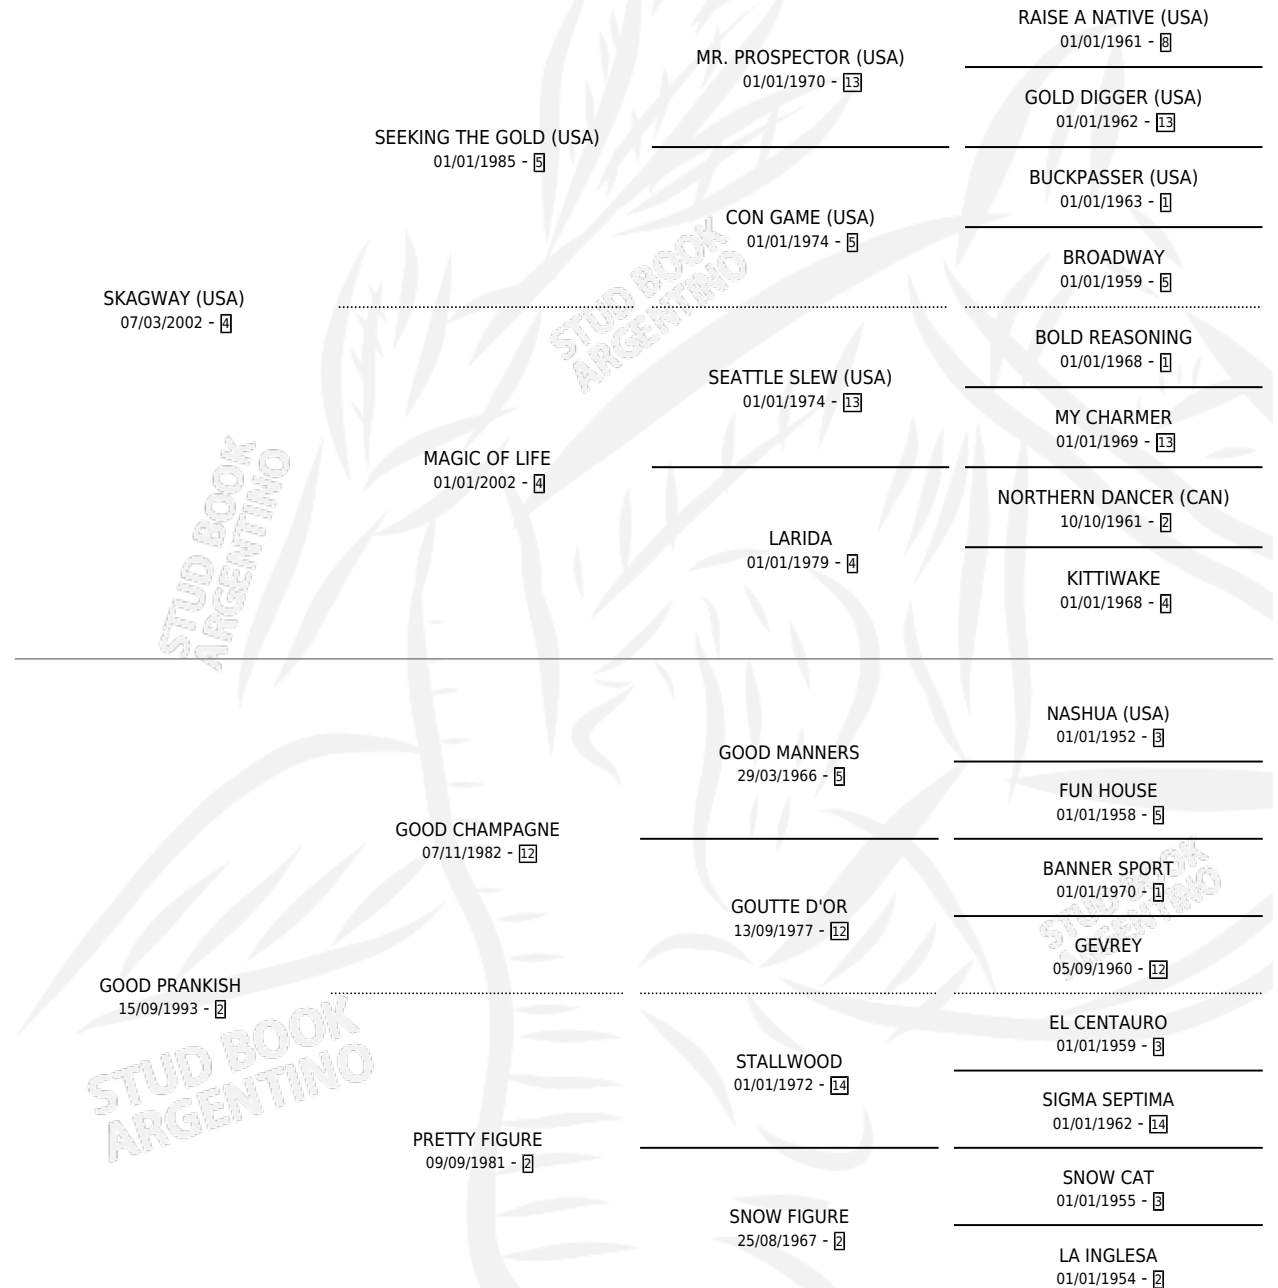 RAISE A NATIVE (USA)
01/01/1961 - 8
MR. PROSPECTOR (USA)
01/01/1970 - 13
GOLD DIGGER (USA)
01/01/1962 - 13
SEEKING THE GOLD (USA)
01/01/1985 - 5
BUCKPASSER (USA)
01/01/1963 - 1
CON GAME (USA)
01/01/1974 - 5
BROADWAY
01/01/1959 - 5
SKAGWAY (USA)
07/03/2002 - 4
BOLD REASONING
01/01/1968 - 1
SEATTLE SLEW (USA)
01/01/1974 - 13
MY CHARMER
01/01/1969 - 13
MAGIC OF LIFE
01/01/2002 - 4
NORTHERN DANCER (CAN)
10/10/1961 - 2
LARIDA
01/01/1979 - 4
KITTIWAKE
01/01/1968 - 4
NASHUA (USA)
01/01/1952 - 3
GOOD MANNERS
29/03/1966 - 5
FUN HOUSE
01/01/1958 - 5
GOOD CHAMPAGNE
07/11/1982 - 12
BANNER SPORT
01/01/1970 - 1
GOUTTE D'OR
13/09/1977 - 12
GEVREY
05/09/1960 - 12
GOOD PRANKISH
15/09/1993 - 2
EL CENTAURO
01/01/1959 - 3
STALLWOOD
01/01/1972 - 14
SIGMA SEPTIMA
01/01/1962 - 14
PRETTY FIGURE
09/09/1981 - 2
SNOW CAT
01/01/1955 - 3
SNOW FIGURE
25/08/1967 - 2
LA INGLESA
01/01/1954 - 2
STUD BOOK
ARGENTINO
STUD BOOK
ARGENTINO
STUD BOOK
ARGENTINO
STUD BOOK
ARGENTINO